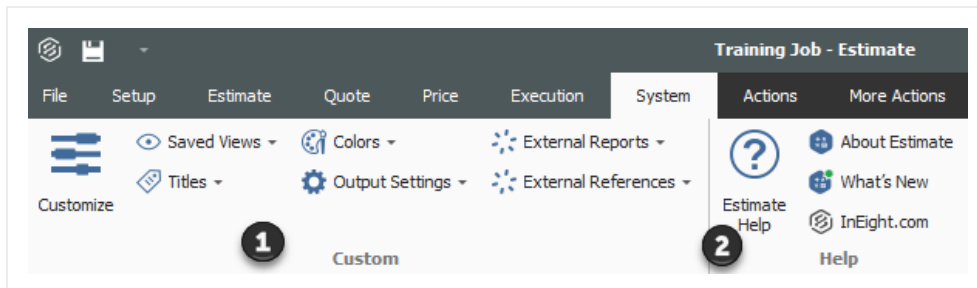 Training Job - Estimate
File Setup Estimate Quote Price Execution System Actions More Actions
Customize
Saved Views
Titles
Colors
Output Settings
External Reports
External References
1
Custom
Estimate
Help
About Estimate
What's New
InEight.com
2
Help